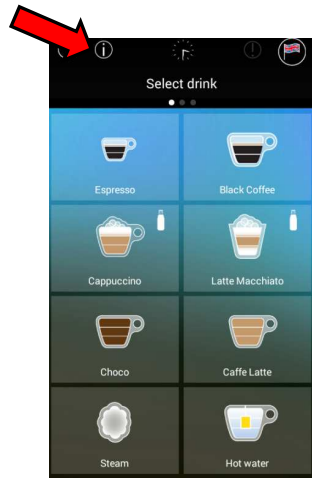 Select drink
Espresso
Black Coffee
Cappuccino
Latte Macchiato
Choco
Caffe Latte
Steam
Hot water